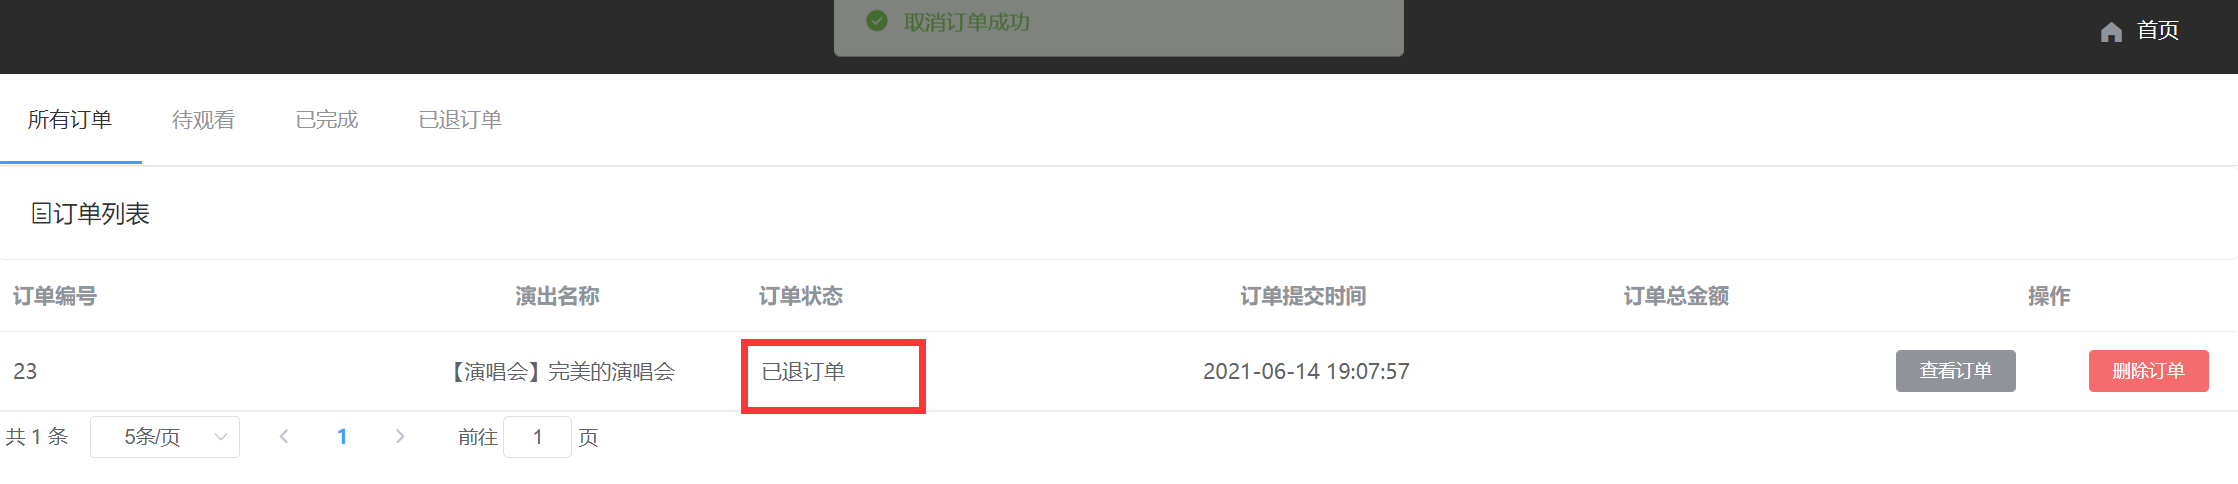 取消订单成功
首页
所有订单 待观看 已完成 已退订单
订单列表
订单编号 演出名称 订单状态 订单提交时间 订单总金额 操作
23 【演唱会】完美的演唱会 已退订单 2021-06-14 19:07:57 查看订单 删除订单
共 1 条 5条/页 1 前往 1 页